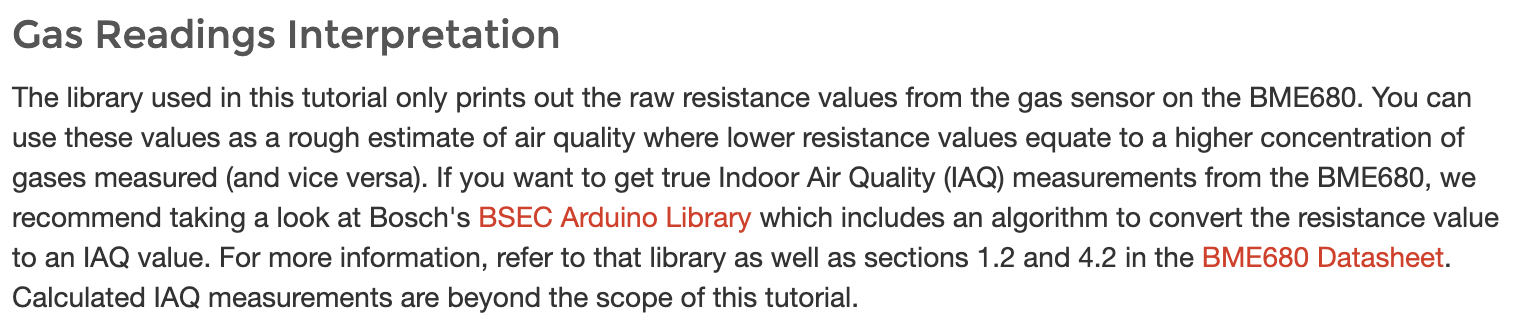 Gas Readings Interpretation
The library used in this tutorial only prints out the raw resistance values from the gas sensor on the BME680. You can
use these values as a rough estimate of air quality where lower resistance values equate to a higher concentration of
gases measured (and vice versa). If you want to get true Indoor Air Quality (IAQ) measurements from the BME680, we
recommend taking a look at Bosch's BSEC Arduino Library which includes an algorithm to convert the resistance value
to an IAQ value. For more information, refer to that library as well as sections 1.2 and 4.2 in the BME680 Datasheet.
Calculated IAQ measurements are beyond the scope of this tutorial.